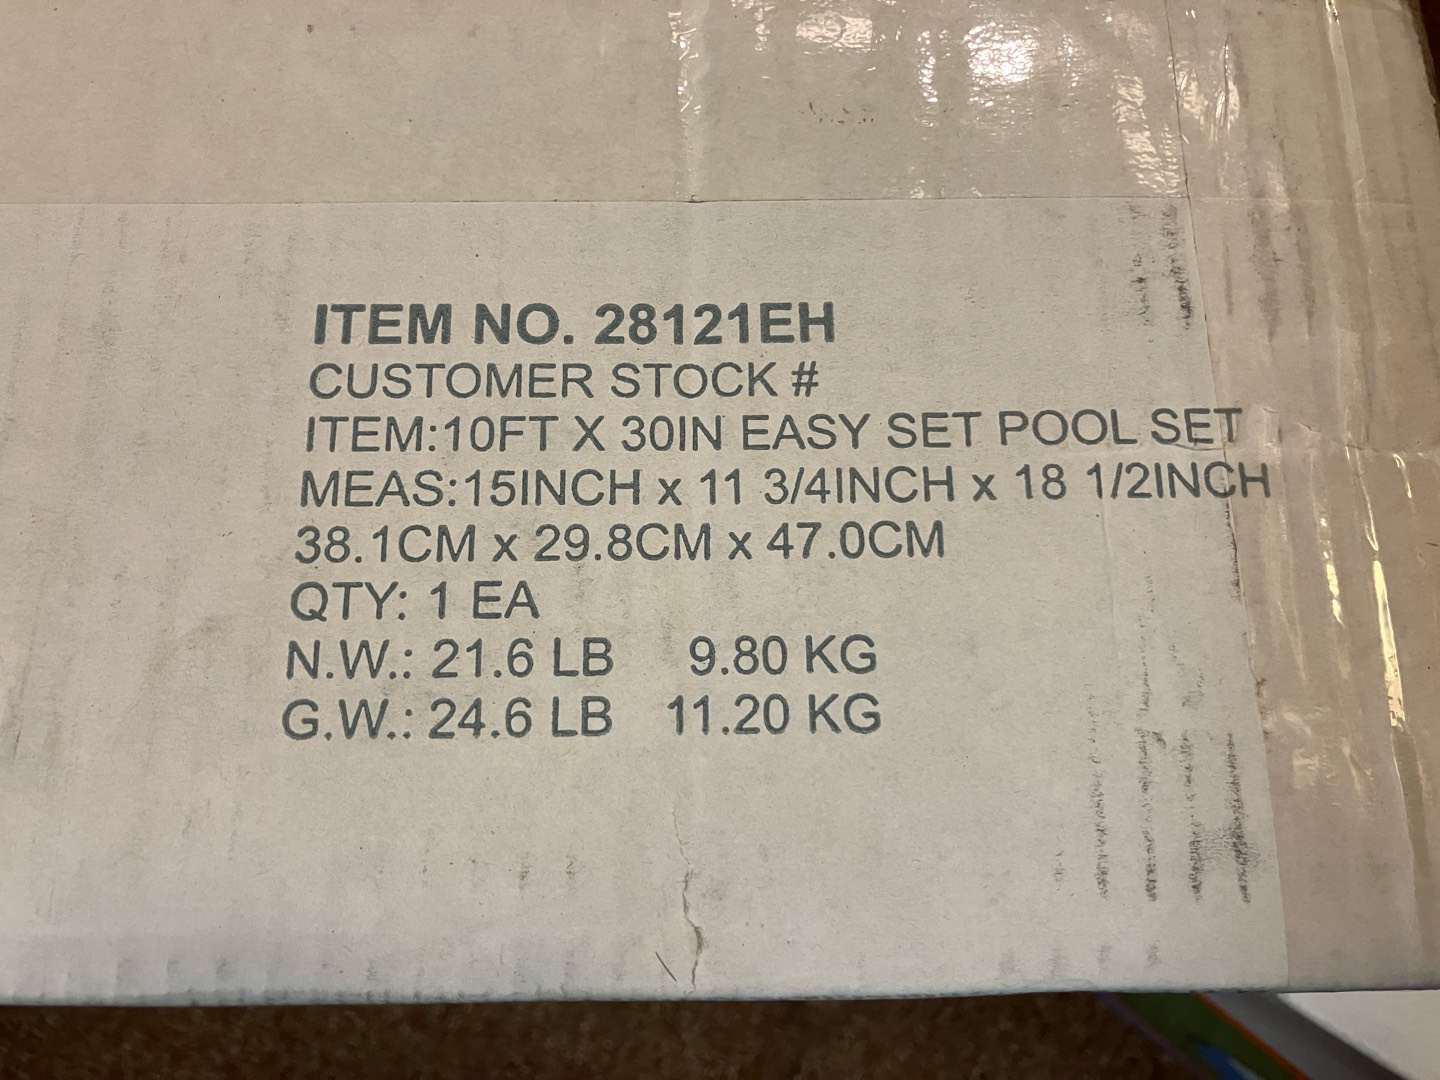 ITEM NO. 28121EH
CUSTOMER STOCK #
ITEM:10FT X 30IN EASY SET POOL SET
MEAS:15INCH x 11 3/4INCH x 18 1/2INCH
38.1CM x 29.8CM x 47.0CM
QTY: 1 EA
N.W.: 21.6 LB 9.80 KG
G.W.: 24.6 LB 11.20 KG